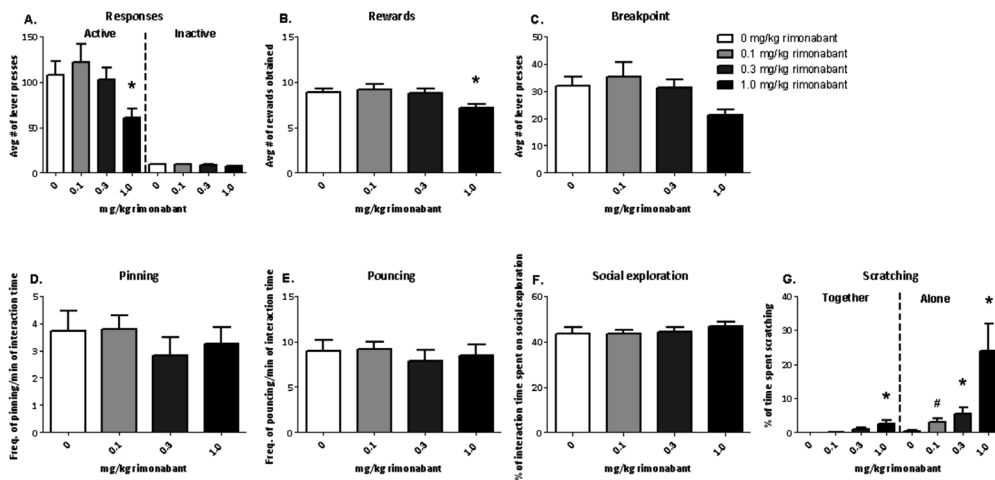 A. Responses
Active Inactive
Avg # of lever presses
150
100
50
0
*
0 0.1 0.3 1.0 0 0.1 0.3 1.0
mg/kg rimonabant
B. Rewards
Avg # of rewards obtained
15
10
5
0
*
0 0.1 0.3 1.0
mg/kg rimonabant
C. Breakpoint
Avg # of lever presses
50
40
30
20
10
0
0 0.1 0.3 1.0
mg/kg rimonabant
0 mg/kg rimonabant
0.1 mg/kg rimonabant
0.3 mg/kg rimonabant
1.0 mg/kg rimonabant
D. Pinning
Freq. of pinning/min of interaction time
5
4
3
2
1
0
0 0.1 0.3 1.0
mg/kg rimonabant
E. Pouncing
Freq. of pouncing/min of interaction time
15
10
5
0
0 0.1 0.3 1.0
mg/kg rimonabant
F. Social exploration
% of interaction time spent on social exploration
60
40
20
0
0 0.1 0.3 1.0
mg/kg rimonabant
G. Scratching
Together Alone
% of time spent scratching
40
30
20
10
0
* # * *
0 0.1 0.3 1.0 0 0.1 0.3 1.0
mg/kg rimonabant